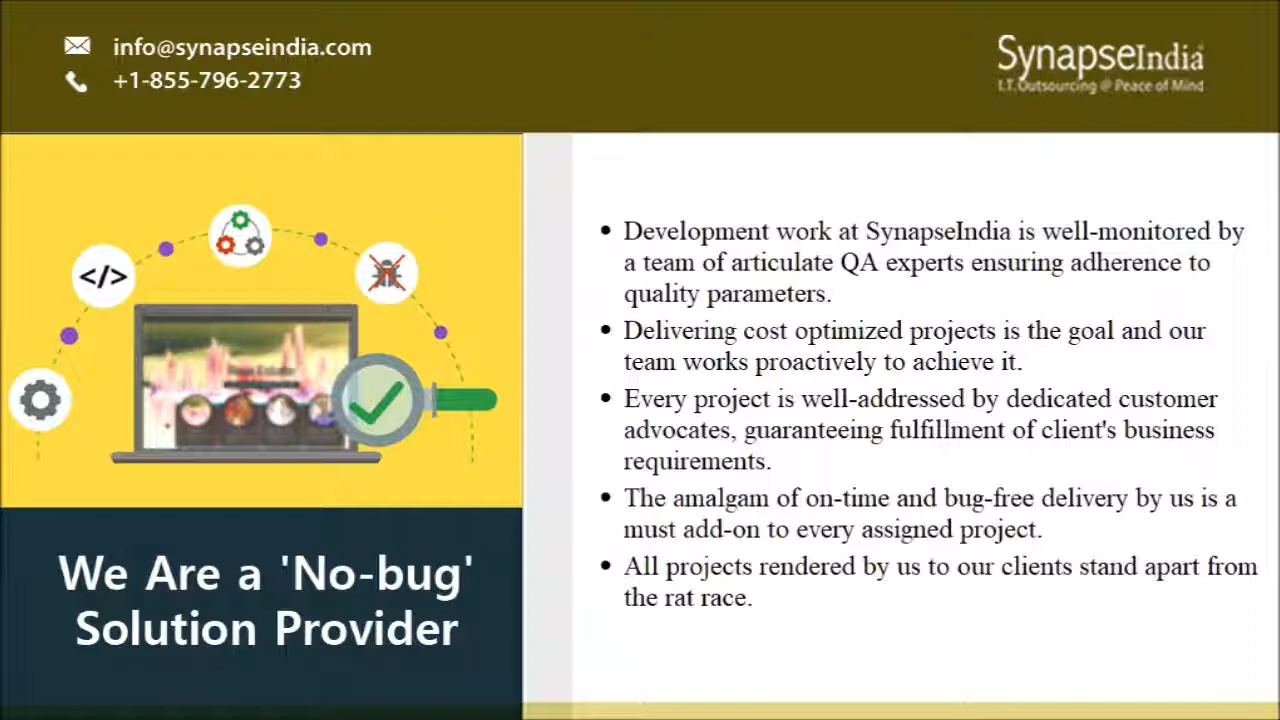 info@synapseindia.com
+1-855-796-2773
SynapseIndia
I.T. Outsourcing @ Peace of Mind
</>
We Are a 'No-bug'
Solution Provider
• Development work at SynapseIndia is well-monitored by
a team of articulate QA experts ensuring adherence to
quality parameters.
• Delivering cost optimized projects is the goal and our
team works proactively to achieve it.
• Every project is well-addressed by dedicated customer
advocates, guaranteeing fulfillment of client's business
requirements.
• The amalgam of on-time and bug-free delivery by us is a
must add-on to every assigned project.
• All projects rendered by us to our clients stand apart from
the rat race.